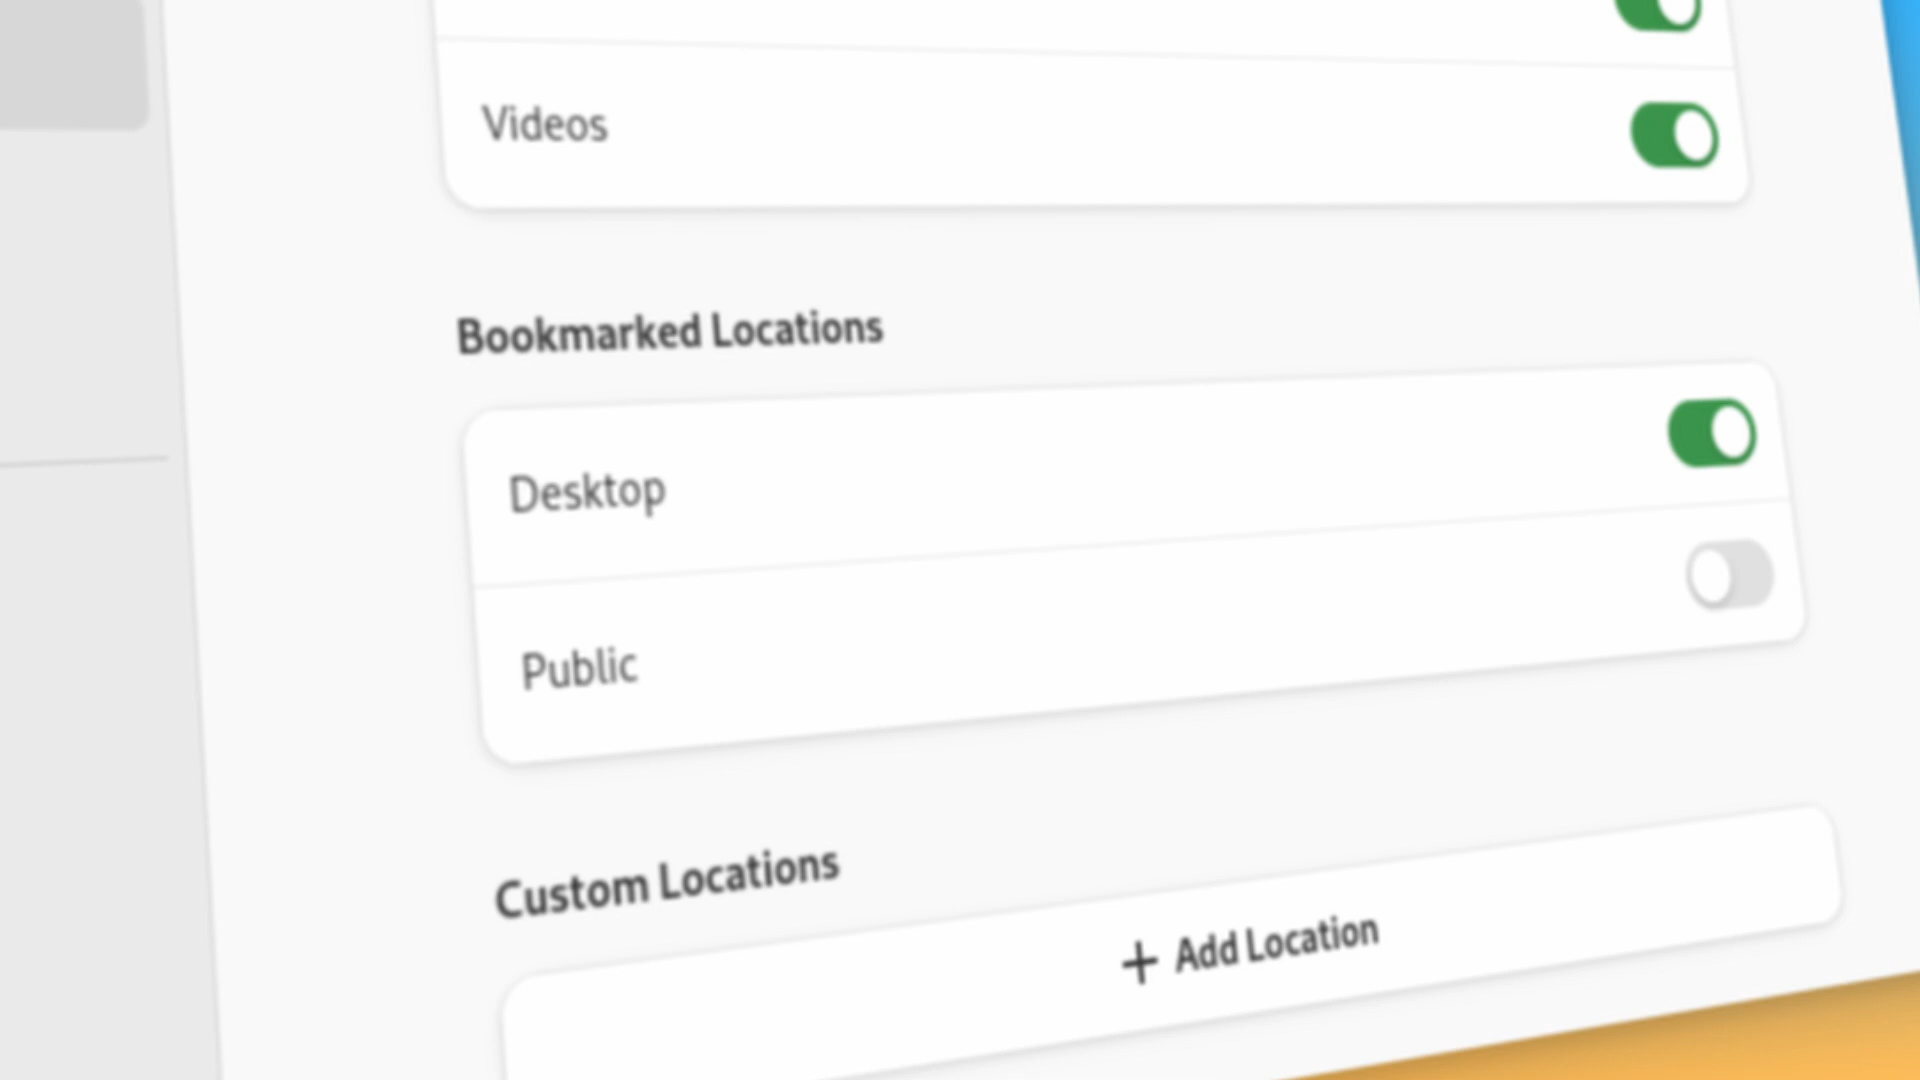 Videos
Bookmarked Locations
Desktop
Public
Custom Locations
+ Add Location